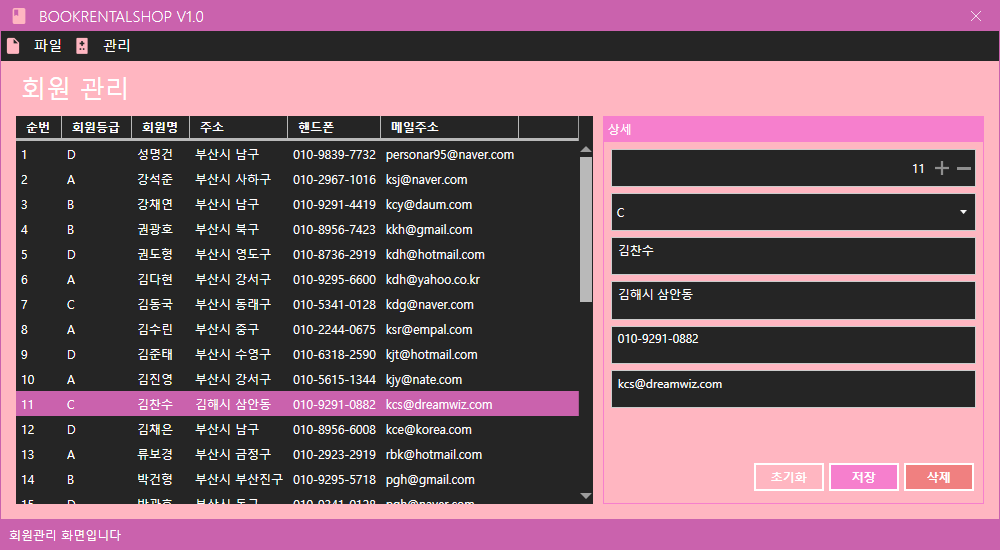 BOOKRENTALSHOP V1.0
파일 관리
회원 관리
순번 회원등급 회원명 주소 핸드폰 메일주소
1 D 성명건 부산시 남구 010-9839-7732 personar95@naver.com
2 A 강석준 부산시 사하구 010-2967-1016 ksj@naver.com
3 B 강채연 부산시 남구 010-9291-4419 kcy@daum.com
4 B 권광호 부산시 북구 010-8956-7423 kkh@gmail.com
5 D 권도형 부산시 영도구 010-8736-2919 kdh@hotmail.com
6 A 김다현 부산시 강서구 010-9295-6600 kdh@yahoo.co.kr
7 C 김동국 부산시 동래구 010-5341-0128 kdg@naver.com
8 A 김수린 부산시 중구 010-2244-0675 ksr@empal.com
9 D 김준태 부산시 수영구 010-6318-2590 kjt@hotmail.com
10 A 김진영 부산시 강서구 010-5615-1344 kjy@nate.com
11 C 김찬수 김해시 삼안동 010-9291-0882 kcs@dreamwiz.com
12 D 김채은 부산시 남구 010-8956-6008 kce@korea.com
13 A 류보경 부산시 금정구 010-2923-2919 rbk@hotmail.com
14 B 박건형 부산시 부산진구 010-9295-5718 pgh@gmail.com
15 D 박광호 부산시 동구 010-9341-0128 pgh@naver.com
상세
11
C
김찬수
김해시 삼안동
010-9291-0882
kcs@dreamwiz.com
초기화 저장 삭제
회원관리 화면입니다